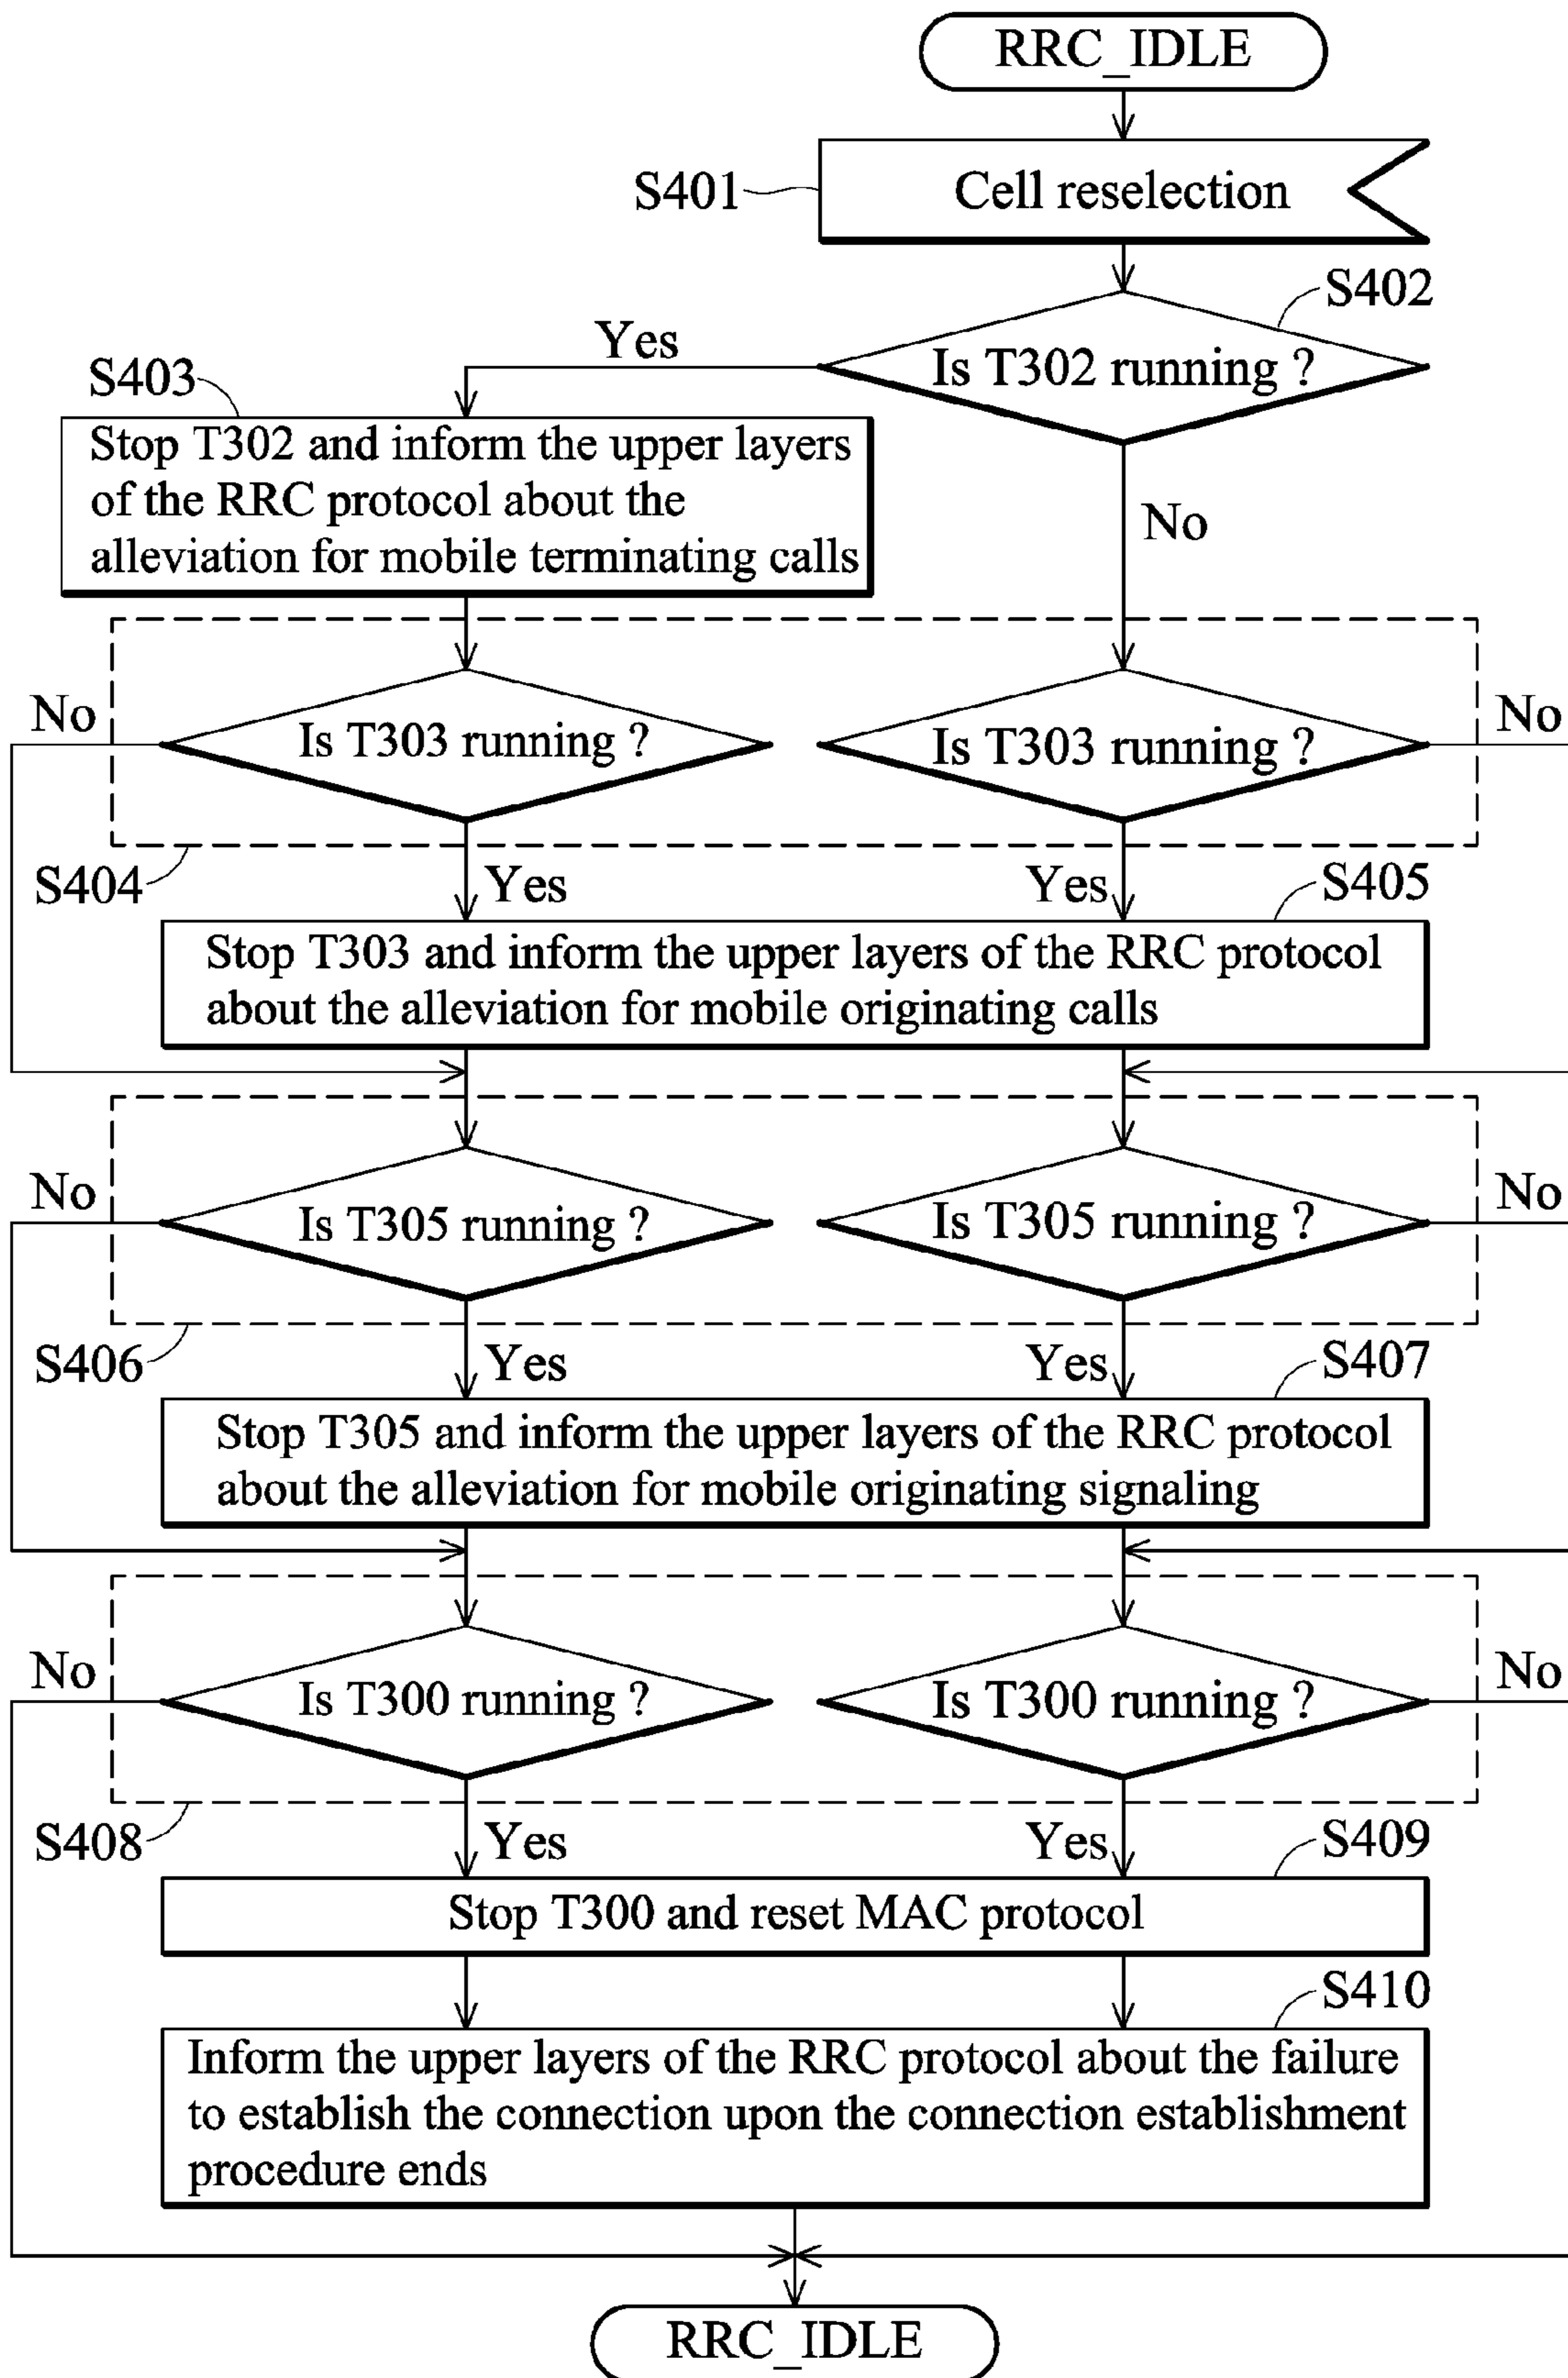 RRC_IDLE
S401
Cell reselection
S402
Yes
Is T302 running ?
S403
Stop T302 and inform the upper layers
of the RRC protocol about the
alleviation for mobile terminating calls
No
No
Is T303 running ?
Is T303 running ?
No
S404
Yes
Yes
S405
Stop T303 and inform the upper layers of the RRC protocol
about the alleviation for mobile originating calls
No
Is T305 running ?
Is T305 running ?
No
S406
Yes
Yes
S407
Stop T305 and inform the upper layers of the RRC protocol
about the alleviation for mobile originating signaling
No
Is T300 running ?
Is T300 running ?
No
S408
Yes
Yes
S409
Stop T300 and reset MAC protocol
S410
Inform the upper layers of the RRC protocol about the failure
to establish the connection upon the connection establishment
procedure ends
RRC_IDLE